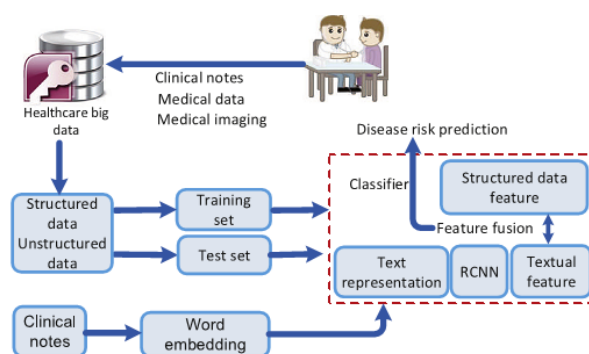 Clinical notes
Medical data
Medical imaging
Healthcare big
data
Disease risk prediction
Structured
data
Unstructured
data
Training
set
Test set
Classifier
Structured data
feature
Feature fusion
Text
representation
RCNN
Textual
feature
Clinical
notes
Word
embedding